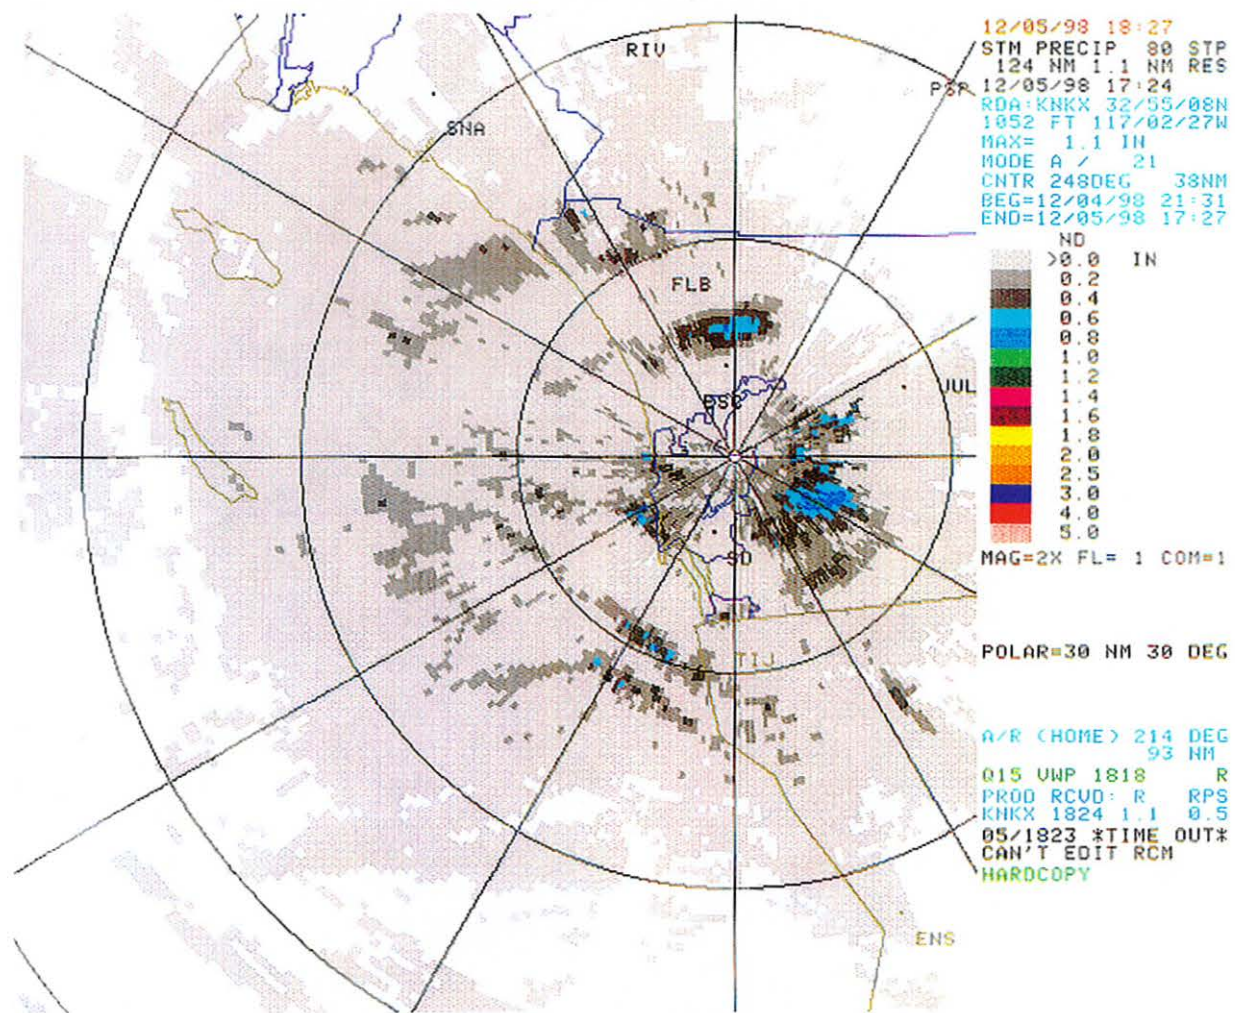 12/05/98 18:27
STM PRECIP 80 STP
124 NM 1.1 NM RES
12/05/98 17:24
RDA:KNKX 32/55/08N
1052 FT 117/02/27W
MAX= 1.1 IN
MODE A / 21
CNTR 248DEG 38NM
BEG=12/04/98 21:31
END=12/05/98 17:27
ND
>0.0 IN
0.2
0.4
0.6
0.8
1.0
1.2
1.4
1.6
1.8
2.0
2.5
3.0
4.0
5.0
MAG=2X FL= 1 COM=1
POLAR=30 NM 30 DEG
A/R (HOME) 214 DEG
93 NM
Q15 VWP 1818 R
PROD RCVD: R RPS
KNKX 1824 1.1 0.5
05/1823 *TIME OUT*
CAN'T EDIT RCM
HARDCOPY
RIV
PSP
SNA
FLB
JUL
SD
TIJ
ENS